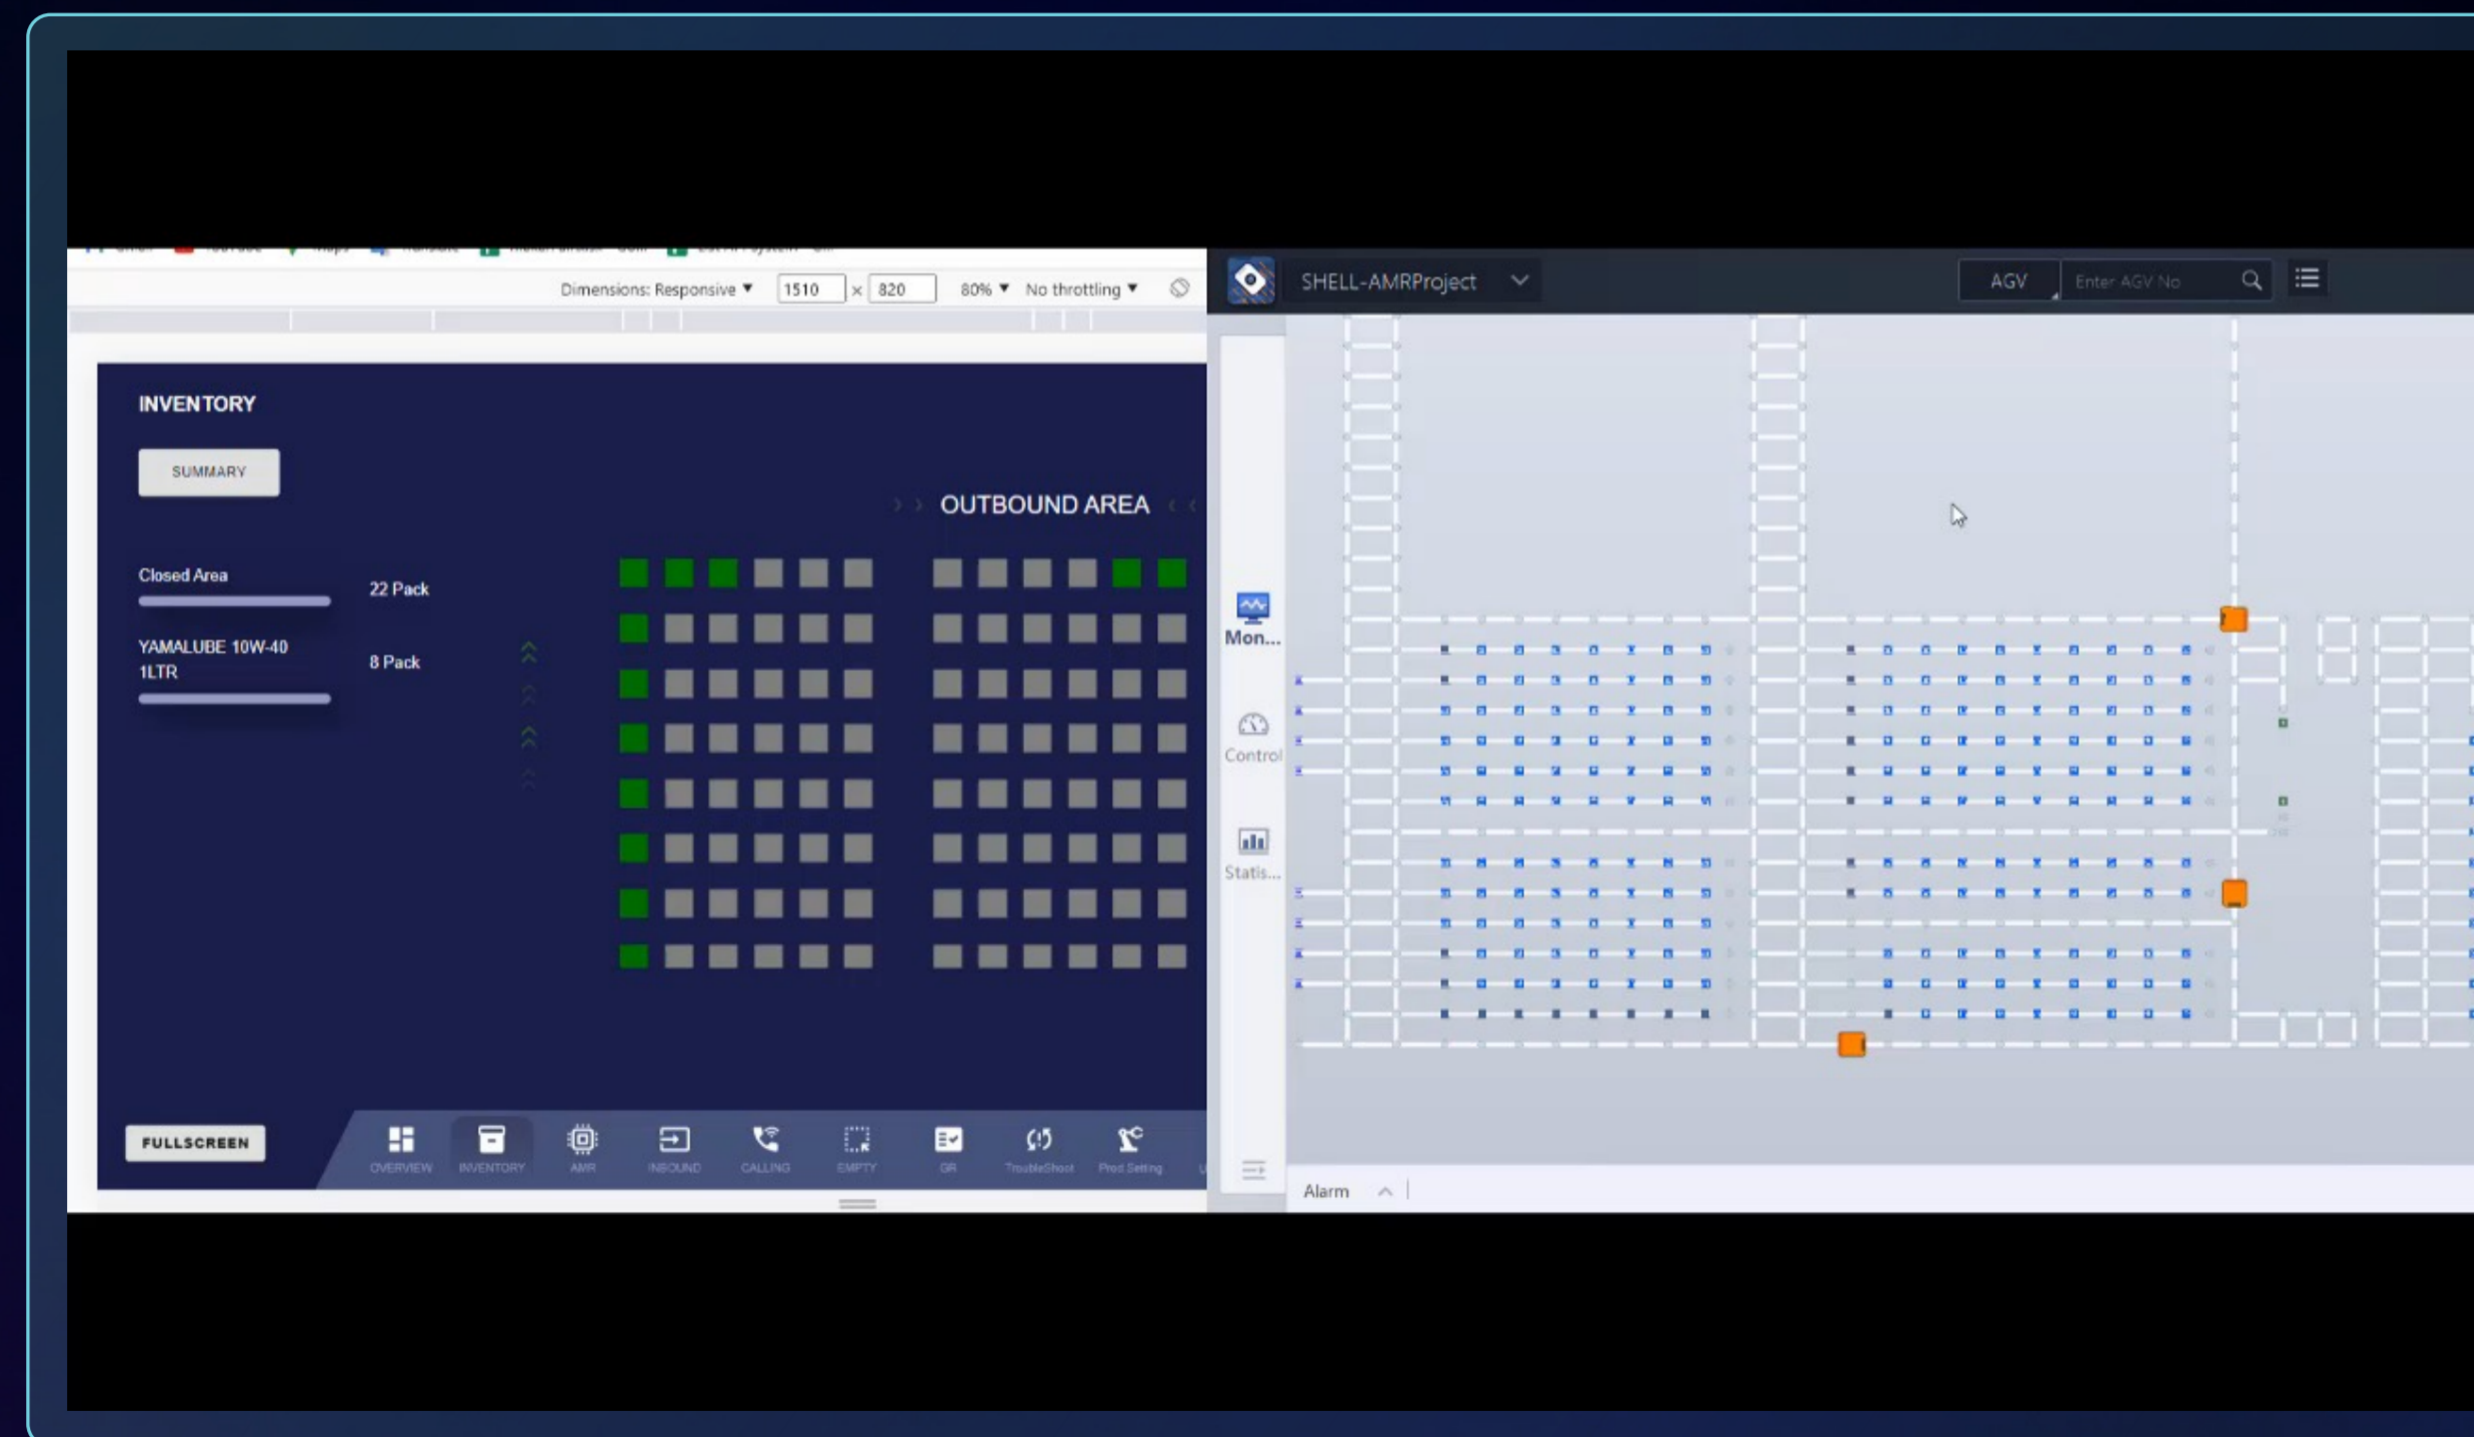 Dimensions: Responsive ▼ 1510 × 820 80% ▼ No throttling ▼
INVENTORY
SUMMARY
OUTBOUND AREA
Closed Area
22 Pack
YAMALUBE 10W-40
1LTR
8 Pack
FULLSCREEN
OVERVIEW
INVENTORY
AMR
INBOUND
CALLING
EMPTY
GR
TroubleShoot
Prod Setting
SHELL-AMRProject
AGV
Enter AGV No
Mon...
Control
Statis...
Alarm